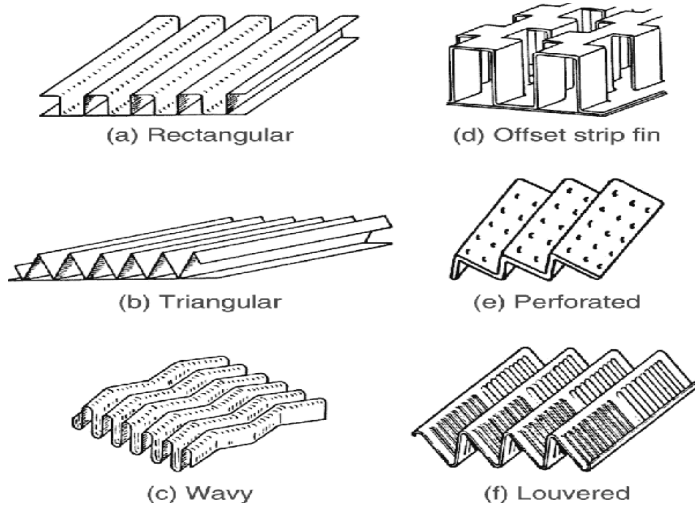 (a) Rectangular
(d) Offset strip fin
(b) Triangular
(e) Perforated
(c) Wavy
(f) Louvered